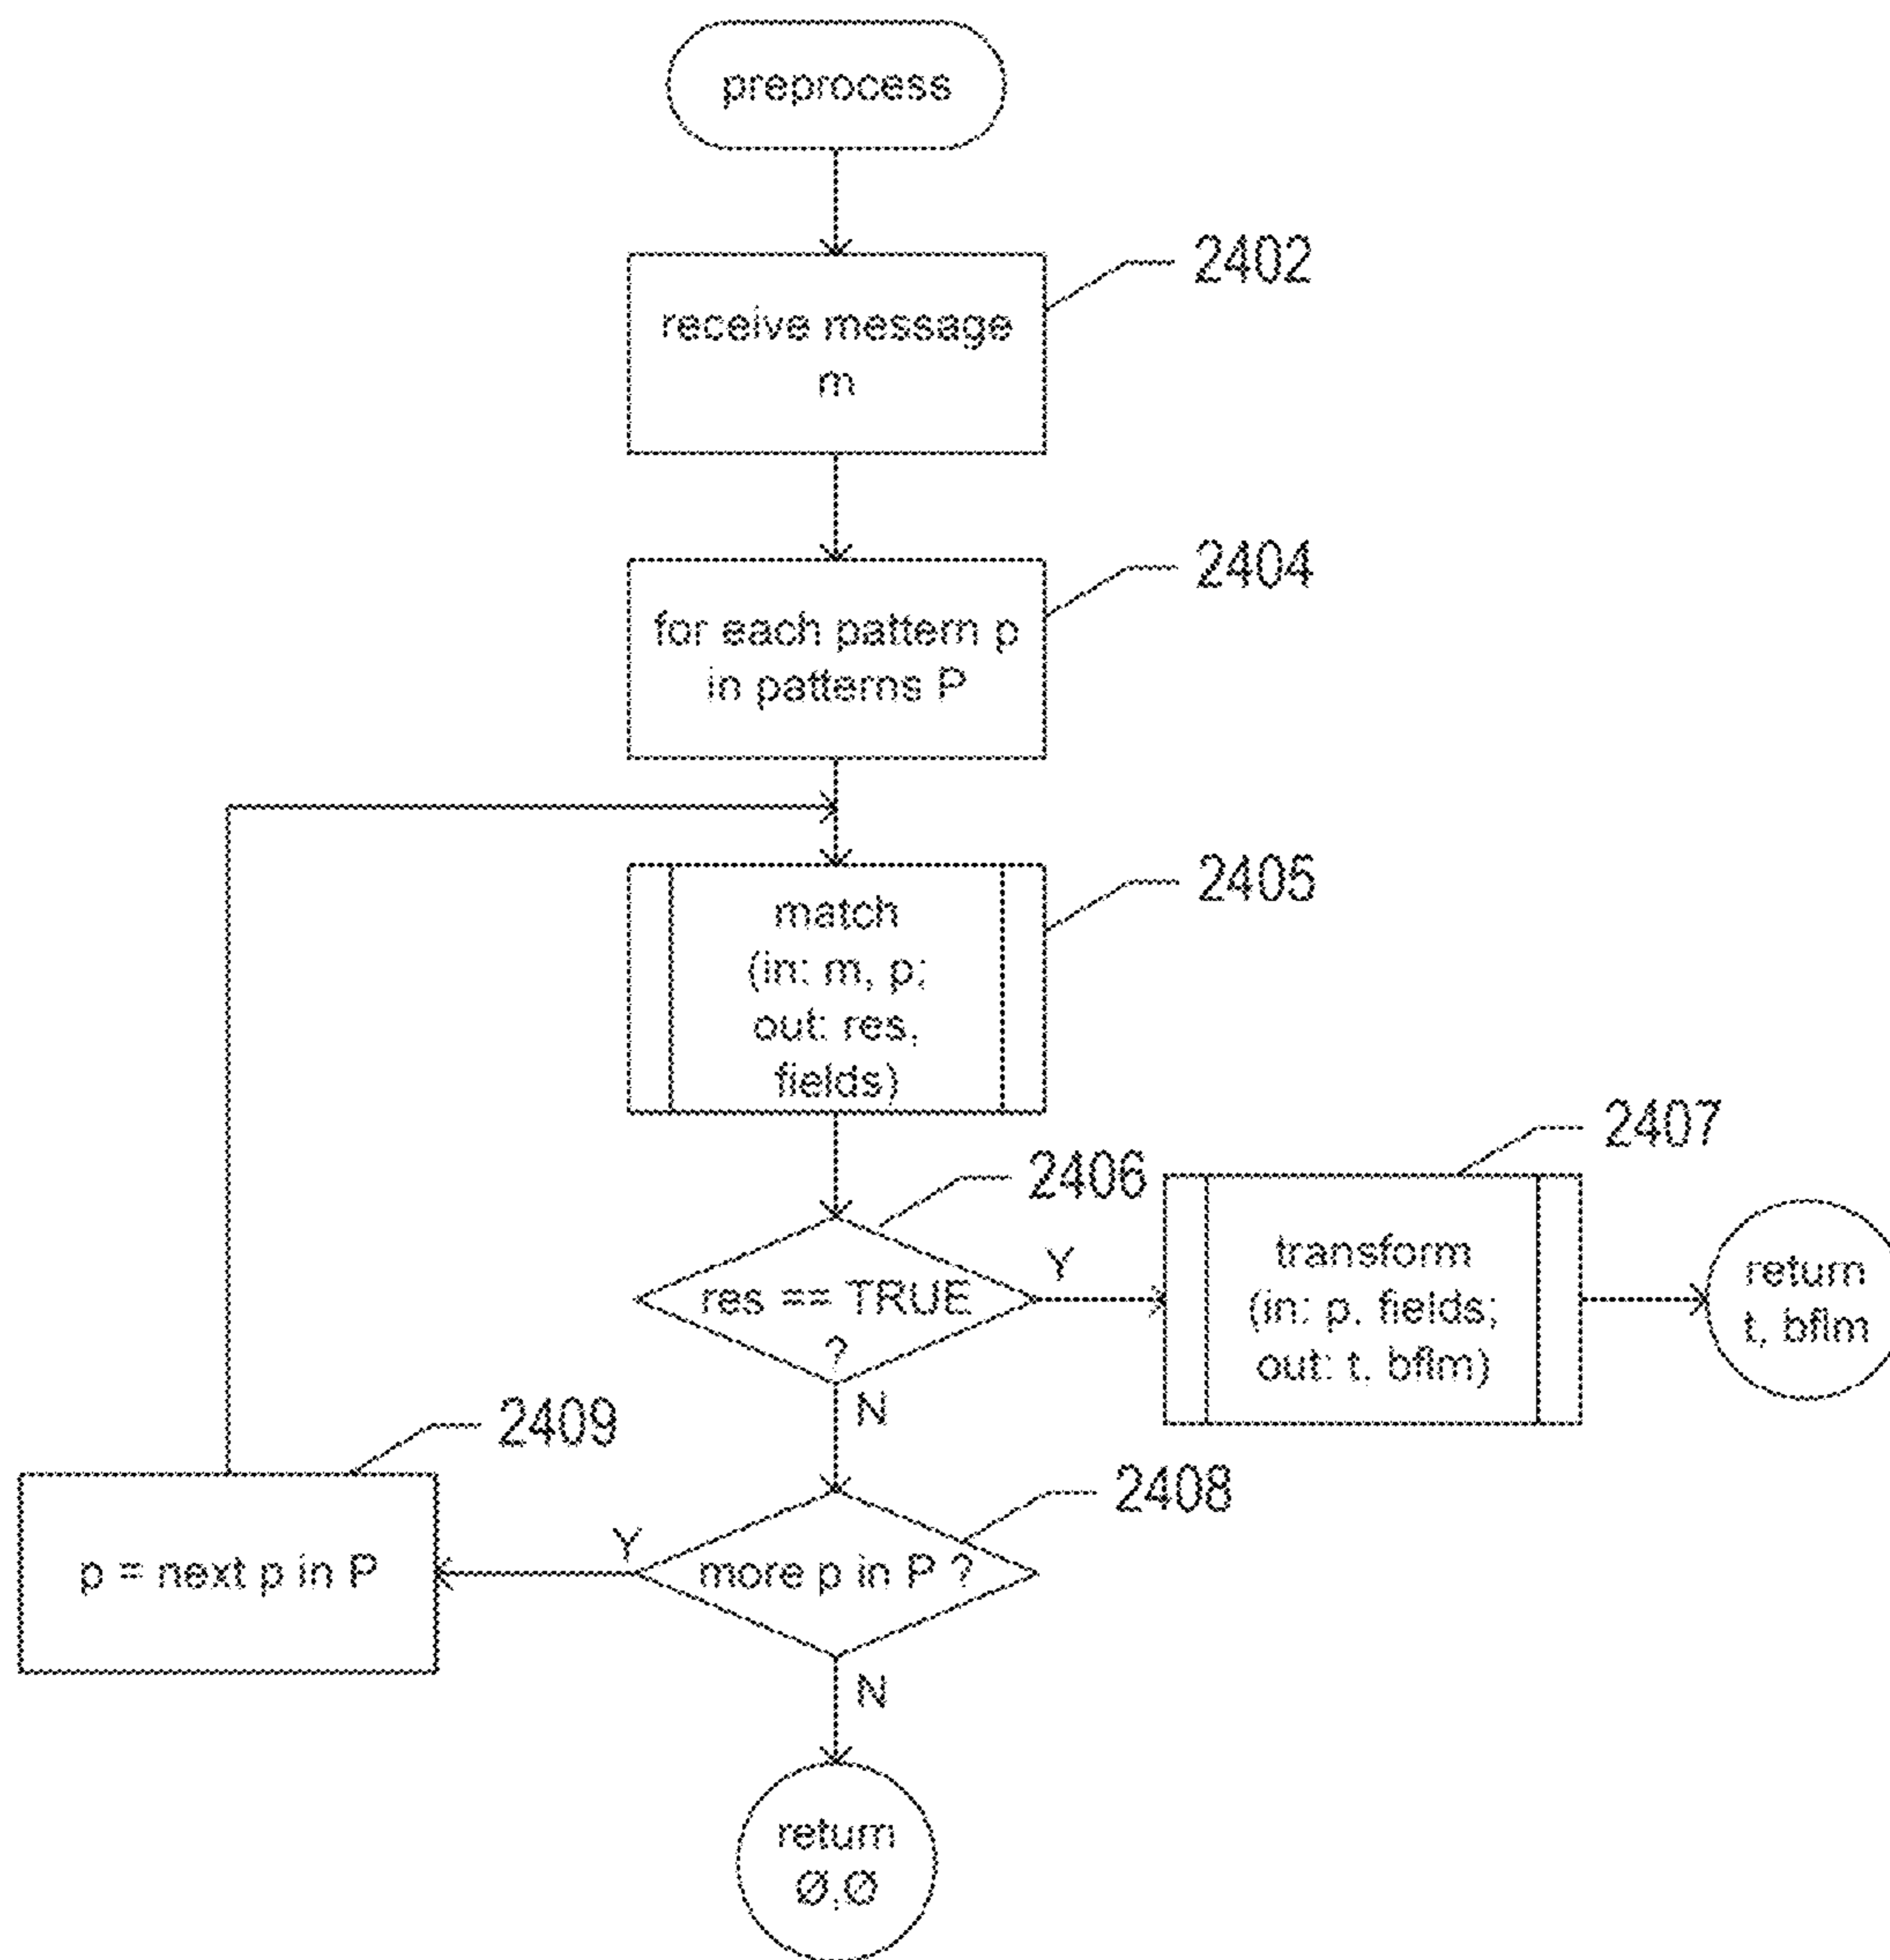 preprocess
2402
receive message
m
2404
for each pattern p
in patterns P
2405
match
(in: m, p;
out: res,
fields)
2407
2406
transform
(in: p, fields;
out: t, bflm)
return
t, bflm
Y
res == TRUE
?
N
2409
2408
Y
p = next p in P
more p in P ?
N
return
Ø,Ø